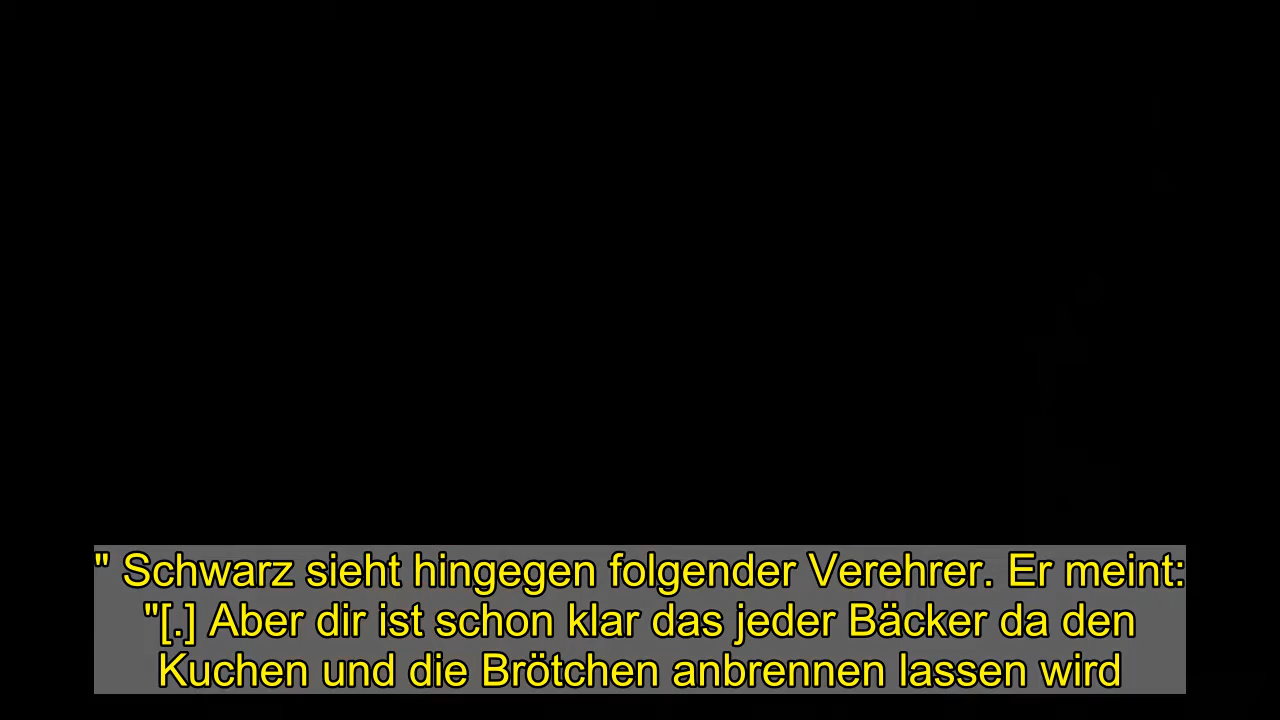 " Schwarz sieht hingegen folgender Verehrer. Er meint:
"[.] Aber dir ist schon klar das jeder Bäcker da den
Kuchen und die Brötchen anbrennen lassen wird